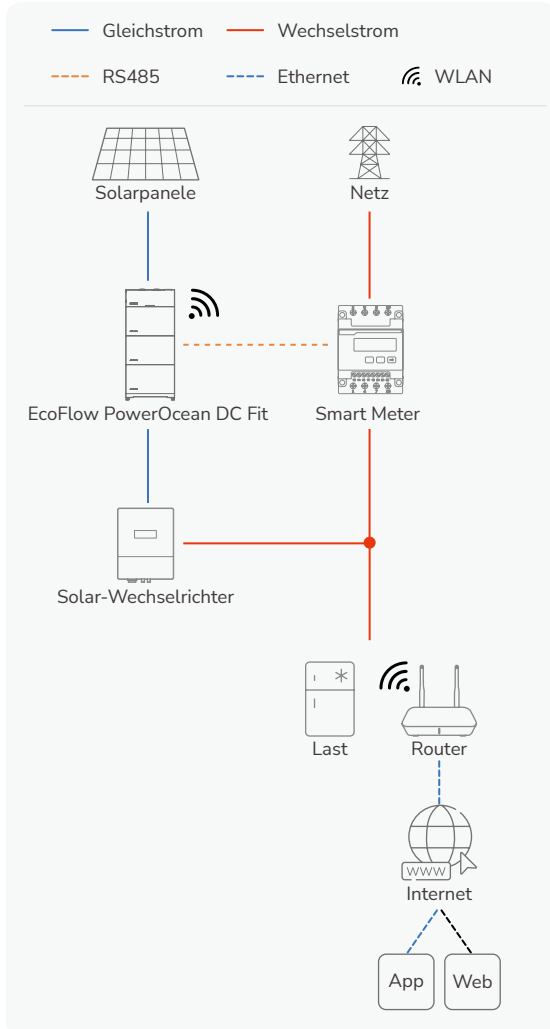 Gleichstrom
Wechselstrom
RS485
Ethernet
WLAN
Solarpanele
Netz
EcoFlow PowerOcean DC Fit
Smart Meter
Solar-Wechselrichter
Last
Router
WWW
Internet
App
Web